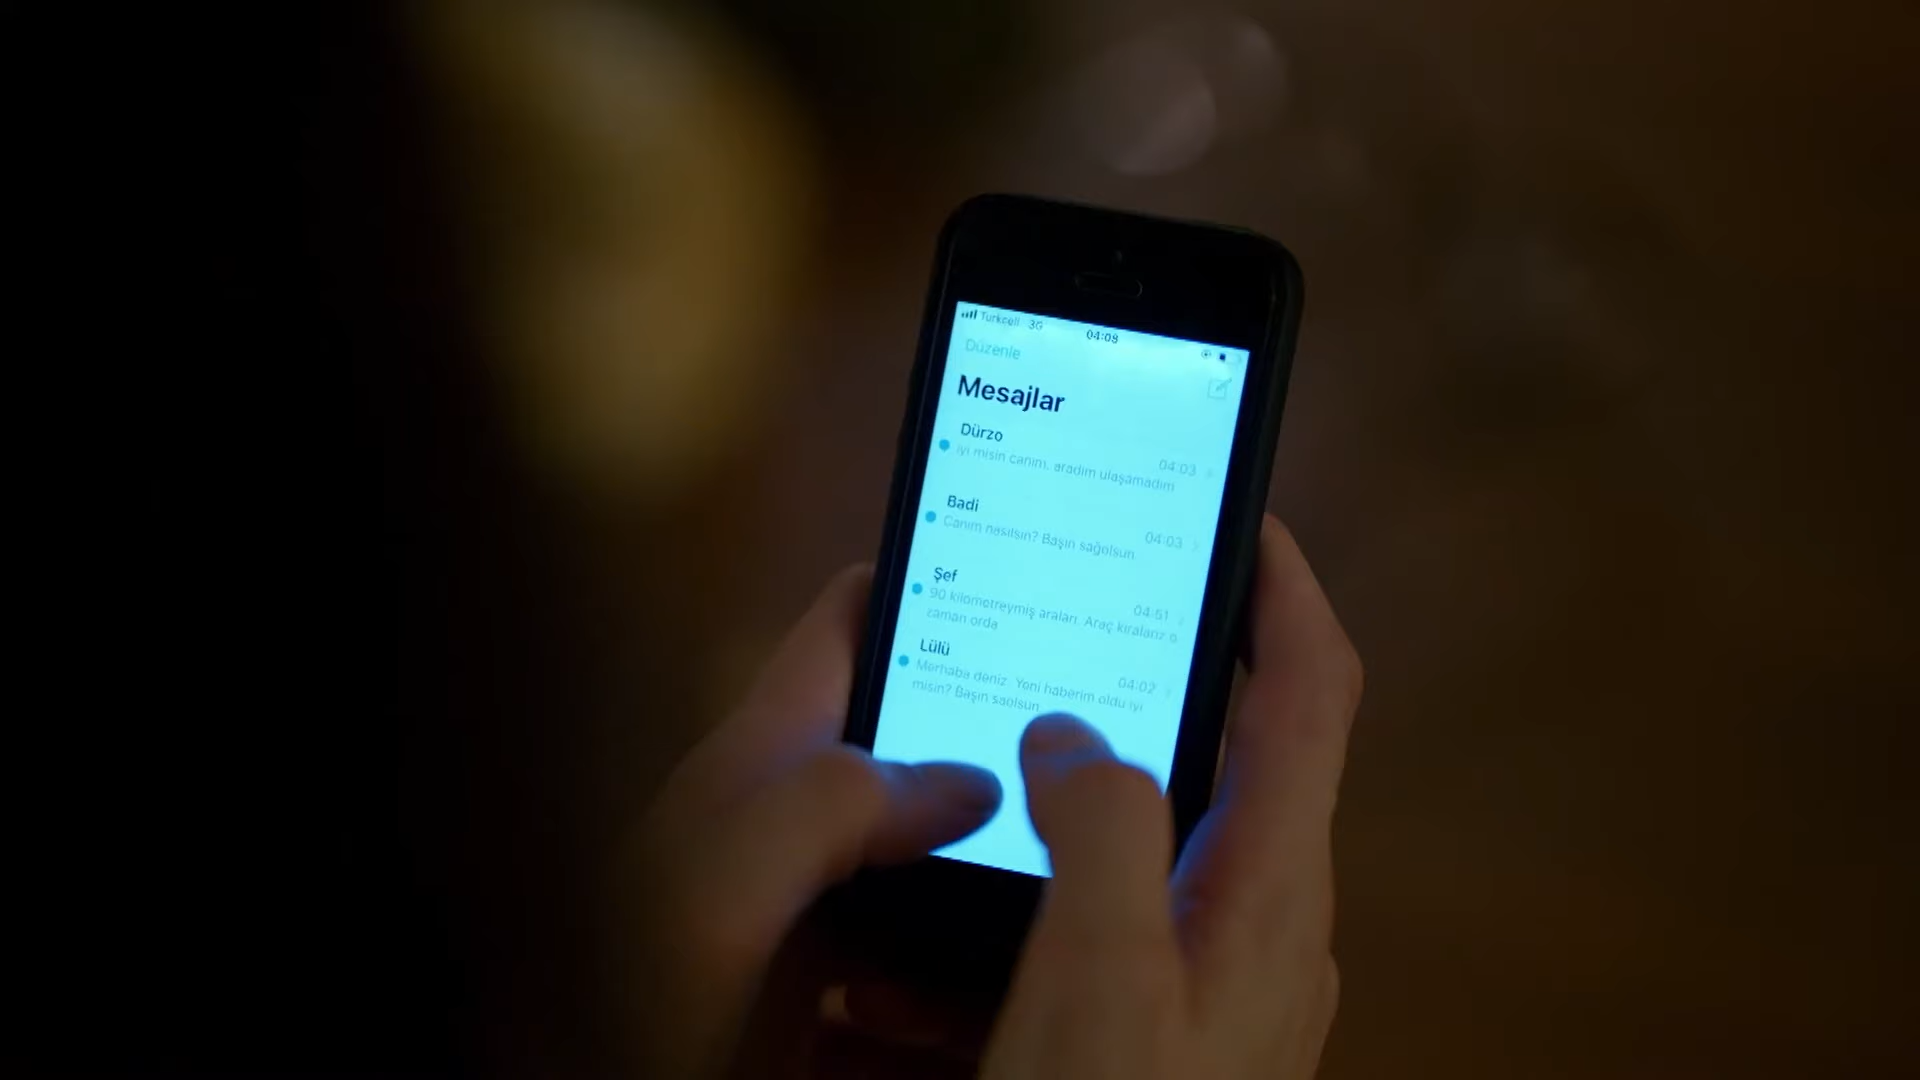 Turkcell 3G 04:08
Düzenle
Mesajlar
Dürzo
04:03
iyi misin canım, aradım ulaşamadım
Badi
04:03
Canım nasılsın? Başın sağolsun
Şef
04:51
90 kilometreymiş araları. Araç kiralarız o
zaman orda
Lülü
04:02
Merhaba deniz. Yeni haberim oldu iyi
misin? Başın saolsun